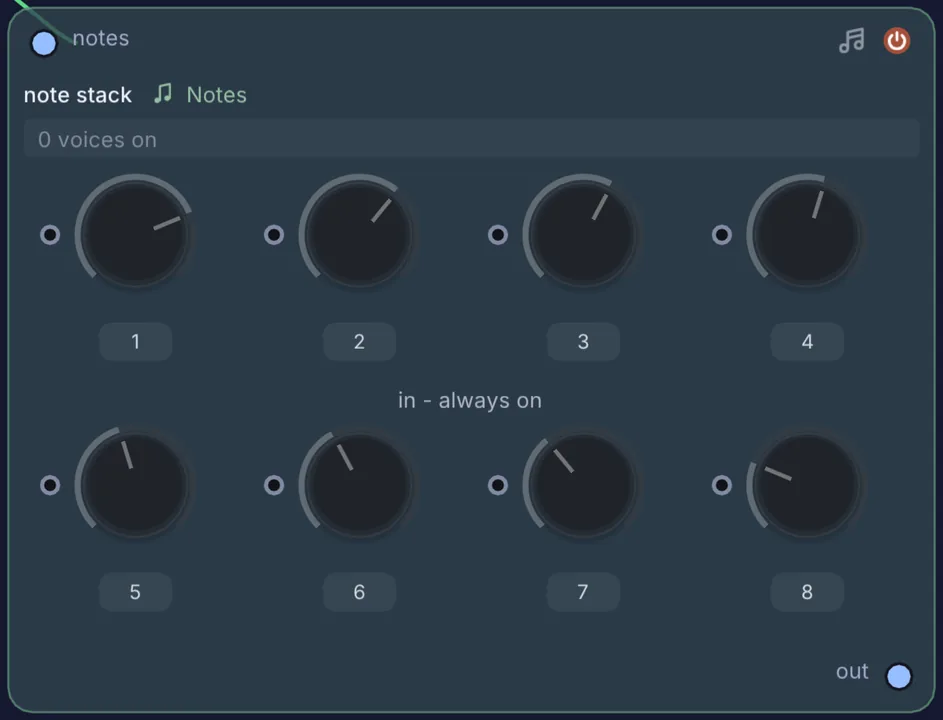 notes
note stack Notes
0 voices on
1 2 3 4
in - always on
5 6 7 8
out